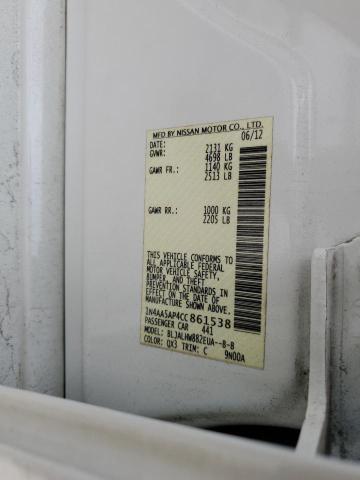 MFD BY NISSAN MOTOR CO., LTD.
DATE: 06/12
GVWR: 2131 KG
4698 LB
GAWR FR.: 1140 KG
2513 LB
GAWR RR.: 1000 KG
2205 LB
THIS VEHICLE CONFORMS TO
ALL APPLICABLE FEDERAL
MOTOR VEHICLE SAFETY,
BUMPER, AND THEFT
PREVENTION STANDARDS IN
EFFECT ON THE DATE OF
MANUFACTURE SHOWN ABOVE.
1N4AA5AP4CC861538
PASSENGER CAR 441
MODEL: BLJALHW882EUA--B-B
COLOR: QX3 TRIM: C 9N00A